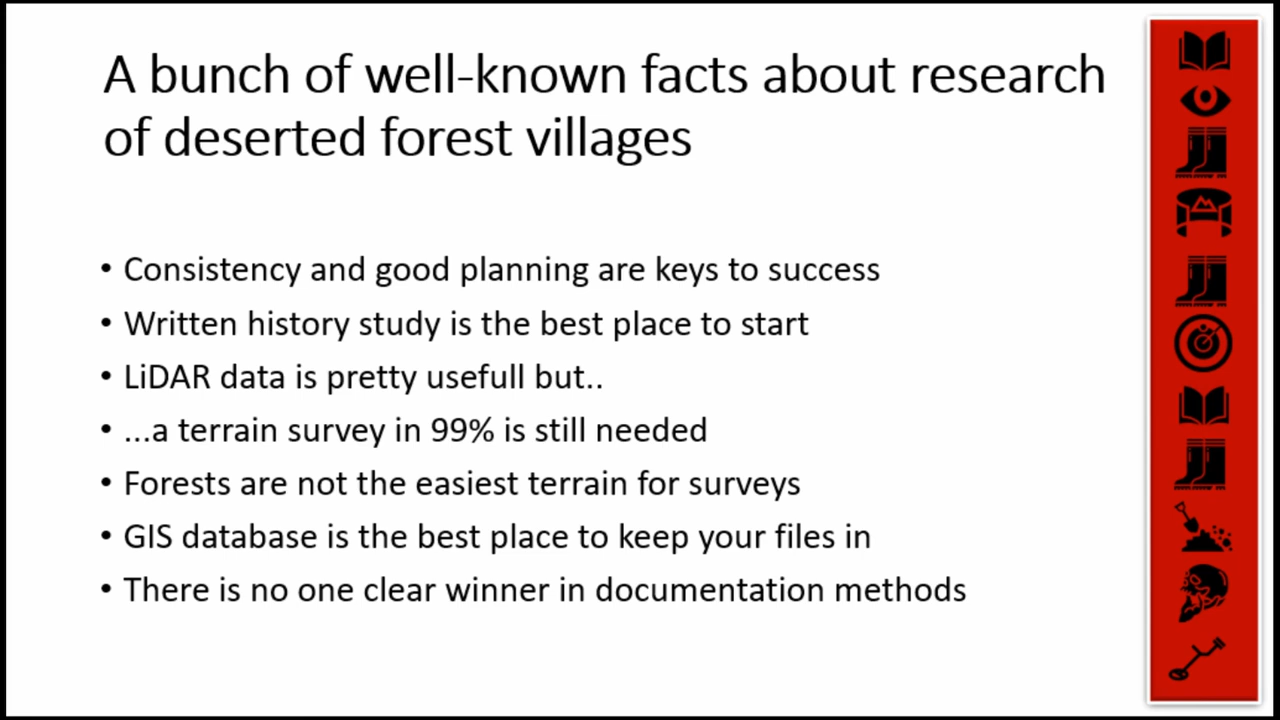 A bunch of well-known facts about research
of deserted forest villages
• Consistency and good planning are keys to success
• Written history study is the best place to start
• LiDAR data is pretty usefull but..
• ...a terrain survey in 99% is still needed
• Forests are not the easiest terrain for surveys
• GIS database is the best place to keep your files in
• There is no one clear winner in documentation methods